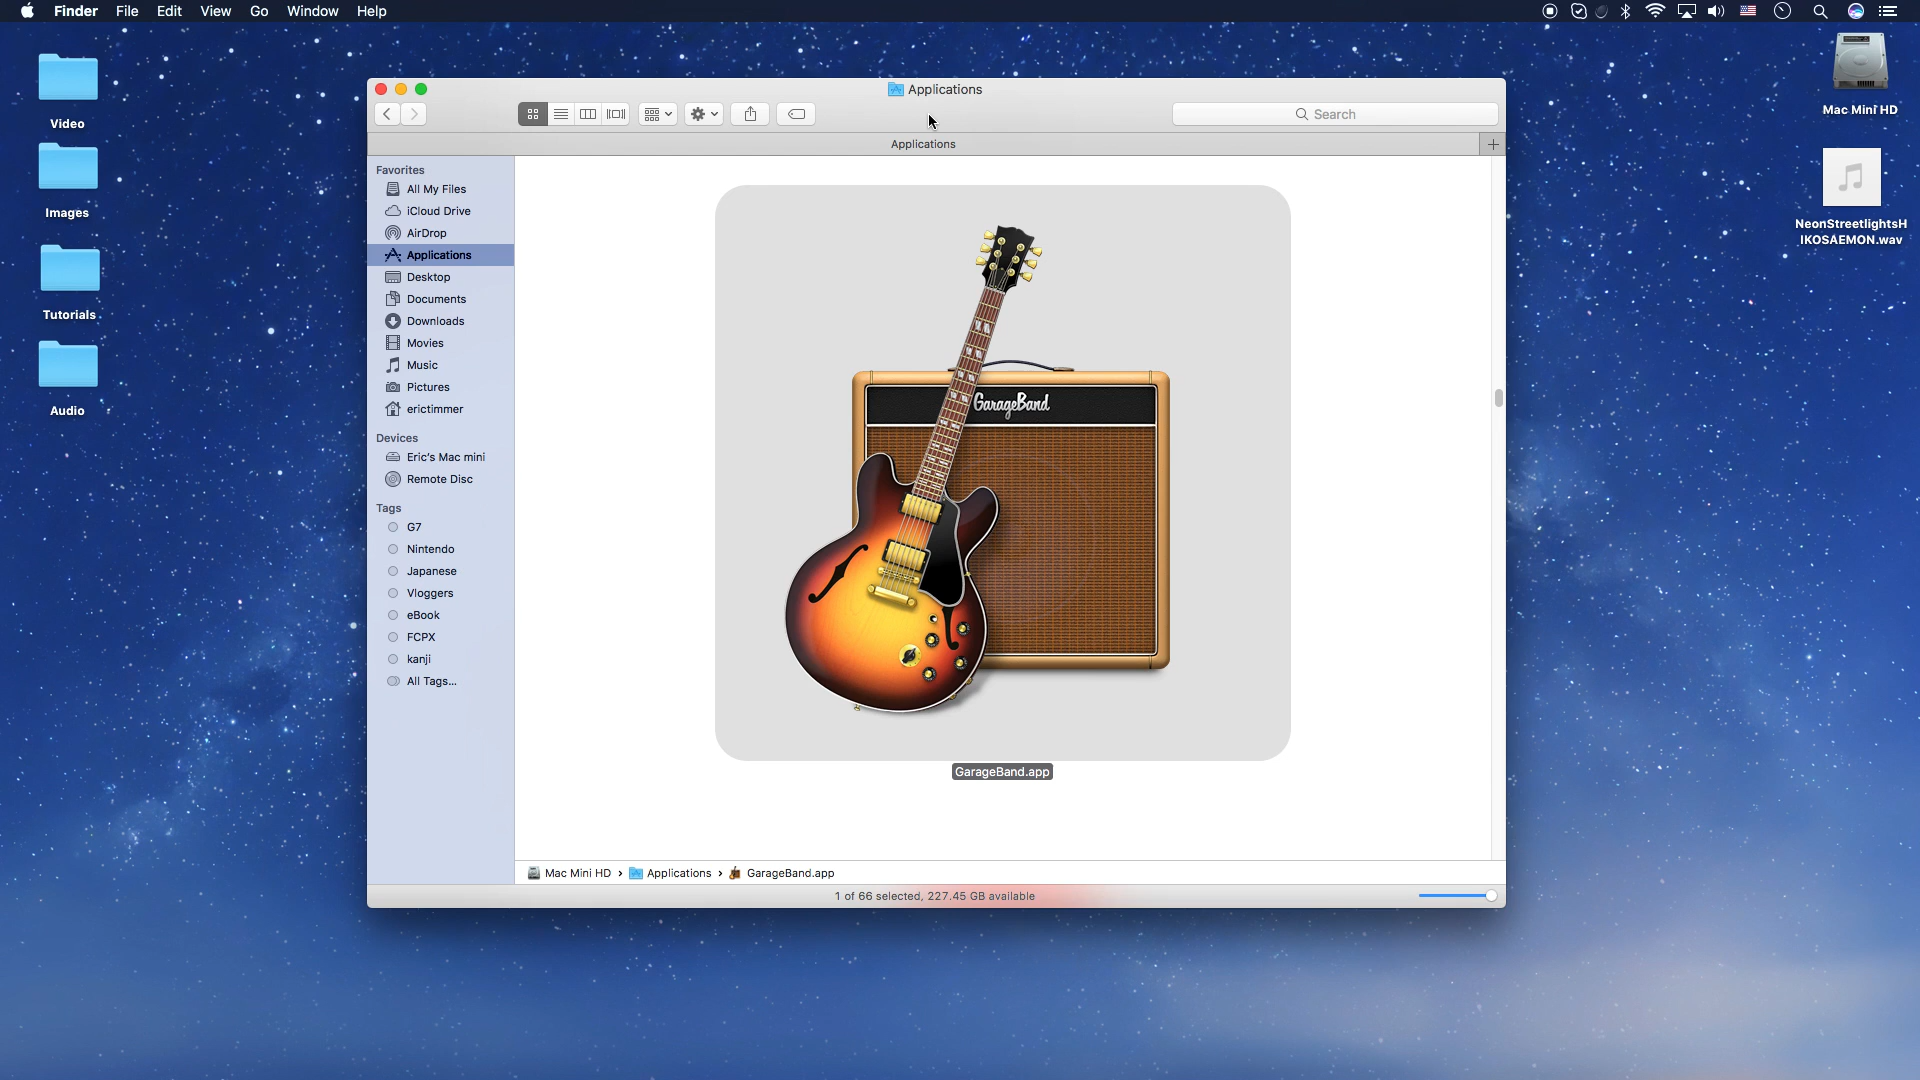 Finder File Edit View Go Window Help
Video
Images
Tutorials
Audio
Mac Mini HD
NeonStreetlightsH
IKOSAEMON.wav
Applications
Search
Applications
Favorites
All My Files
iCloud Drive
AirDrop
Applications
Desktop
Documents
Downloads
Movies
Music
Pictures
erictimmer
Devices
Eric's Mac mini
Remote Disc
Tags
G7
Nintendo
Japanese
Vloggers
eBook
FCPX
kanji
All Tags...
GarageBand
GarageBand.app
Mac Mini HD › Applications › GarageBand.app
1 of 66 selected, 227.45 GB available